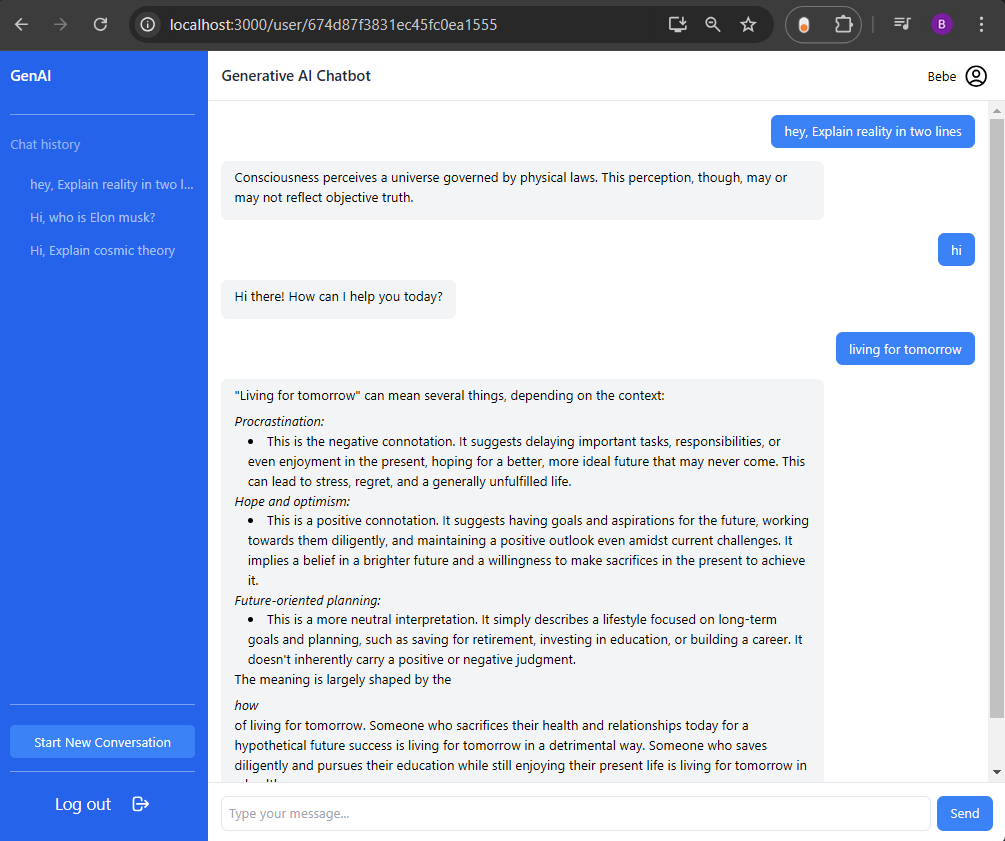 localhost:3000/user/674d87f3831ec45fc0ea1555
B
GenAI
Generative AI Chatbot
Bebe
Chat history
hey, Explain reality in two l...
Hi, who is Elon musk?
Hi, Explain cosmic theory
hey, Explain reality in two lines
Consciousness perceives a universe governed by physical laws. This perception, though, may or
may not reflect objective truth.
hi
Hi there! How can I help you today?
living for tomorrow
"Living for tomorrow" can mean several things, depending on the context:
Procrastination:
• This is the negative connotation. It suggests delaying important tasks, responsibilities, or
even enjoyment in the present, hoping for a better, more ideal future that may never come. This
can lead to stress, regret, and a generally unfulfilled life.
Hope and optimism:
• This is a positive connotation. It suggests having goals and aspirations for the future, working
towards them diligently, and maintaining a positive outlook even amidst current challenges. It
implies a belief in a brighter future and a willingness to make sacrifices in the present to achieve
it.
Future-oriented planning:
• This is a more neutral interpretation. It simply describes a lifestyle focused on long-term
goals and planning, such as saving for retirement, investing in education, or building a career. It
doesn't inherently carry a positive or negative judgment.
The meaning is largely shaped by the
how
of living for tomorrow. Someone who sacrifices their health and relationships today for a
hypothetical future success is living for tomorrow in a detrimental way. Someone who saves
diligently and pursues their education while still enjoying their present life is living for tomorrow in
Start New Conversation
Log out
Type your message...
Send